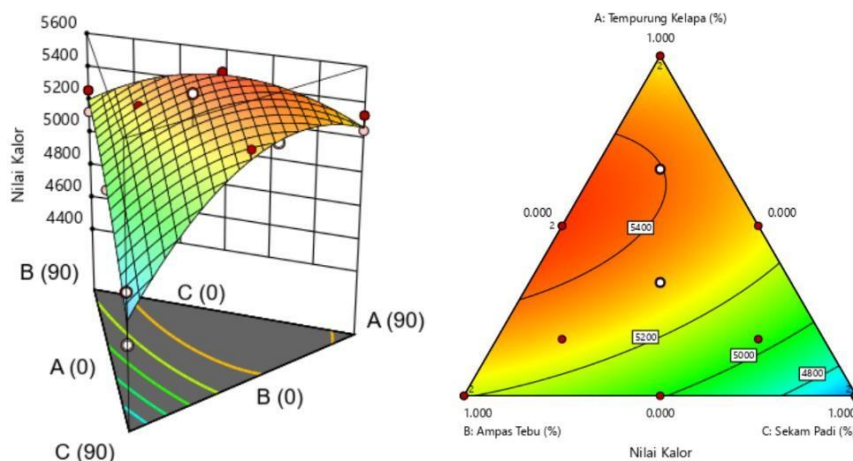 5600
5400
5200
5000
4800
4600
4400
Nilai Kalor
B (90)
C (0)
A (90)
A (0)
B (0)
C (90)
A: Tempurung Kelapa (%)
1.000
2
0.000
0.000
2
5400
5200
5000
4800
2
2
1.000
0.000
1.000
B: Ampas Tebu (%)
C: Sekam Padi (%
Nilai Kalor